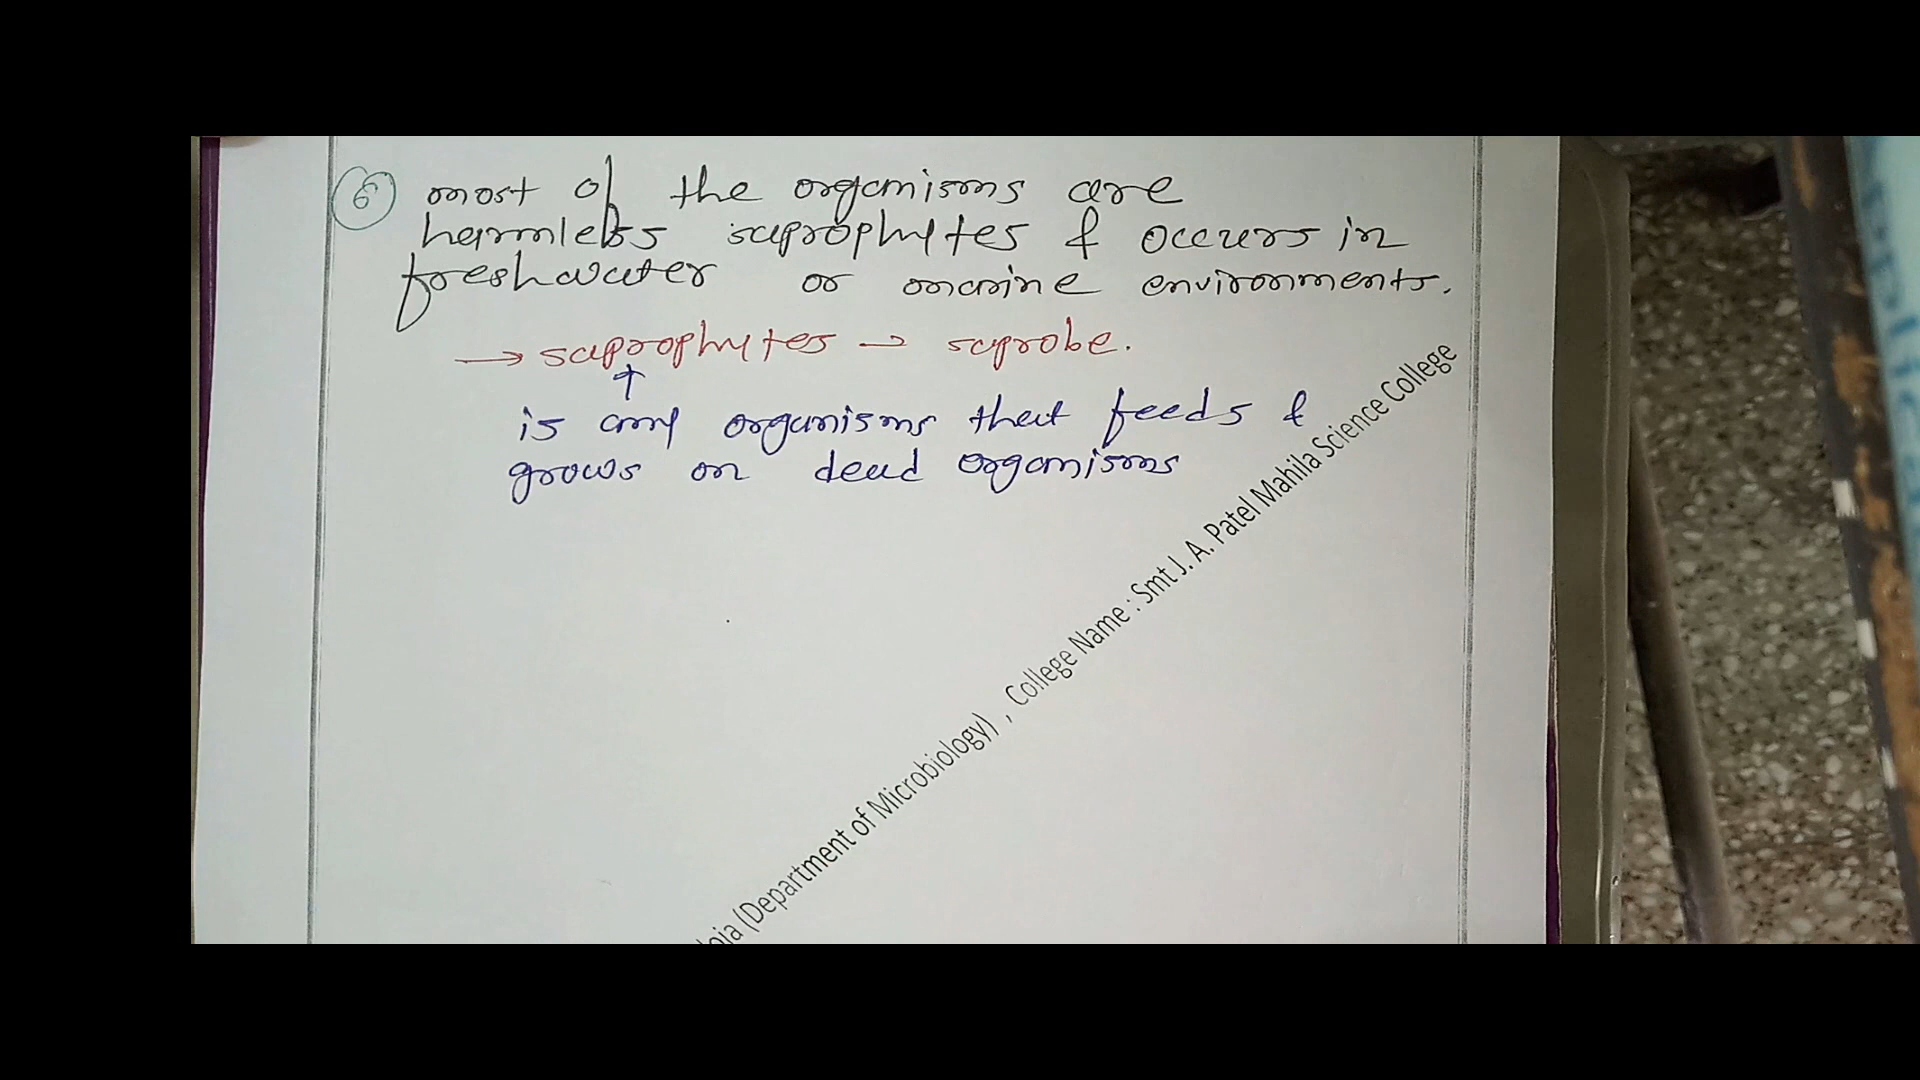 6 most of the organisms are
harmless saprophytes & occurs in
freshwater or marine environments.
→ saprophytes → saprobe.
↑
is any organisms that feeds &
grows on dead organisms
(Department of Microbiology) , College Name : Smt J. A. Patel Mahila Science College